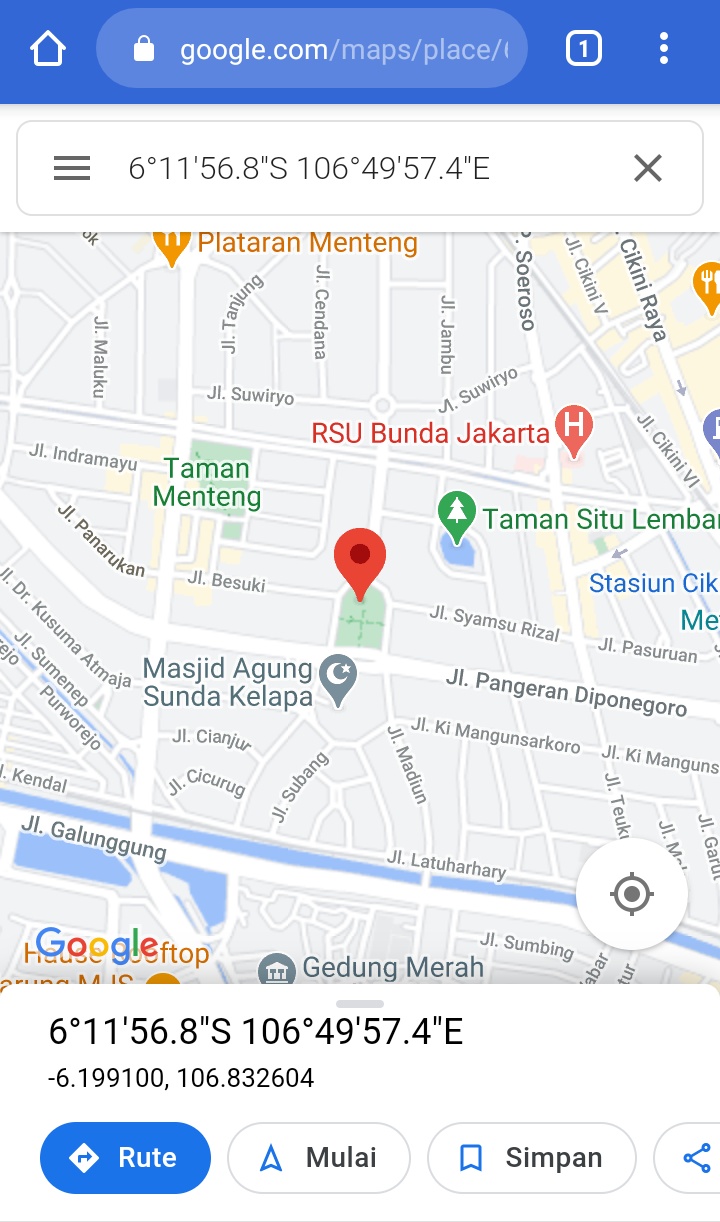 google.com/maps/place/
1
6°11'56.8"S 106°49'57.4"E
Plataran Menteng
Jl. Maluku
Jl. Tanjung
Jl. Cendana
Jl. Jambu
. Soeroso
Jl. Cikini V
Cikini Raya
Jl. Suwiryo
Jl. Suwiryo
RSU Bunda Jakarta
H
Jl. Cikini VI
Jl. Indramayu
Taman
Menteng
Jl. Panarukan
Taman Situ Lemba
Jl. Besuki
Stasiun Cik
Me
Jl. Syamsu Rizal
Jl. Pasuruan
Jl. Dr. Kusuma Atmaja
Jl. Sumenep
Purworejo
rejo
Masjid Agung
Sunda Kelapa
Jl. Pangeran Diponegoro
Jl. Ki Mangunsarkoro
Jl. Ki Manguns
Jl. Cianjur
Jl. Cicurug
Jl. Subang
Jl. Madiun
Jl. Teuku
Jl. Garut
l. Kendal
Jl. Galunggung
Jl. Latuharhary
Google
Jl. Sumbing
Gedung Merah
6°11'56.8"S 106°49'57.4"E
-6.199100, 106.832604
Rute
Mulai
Simpan